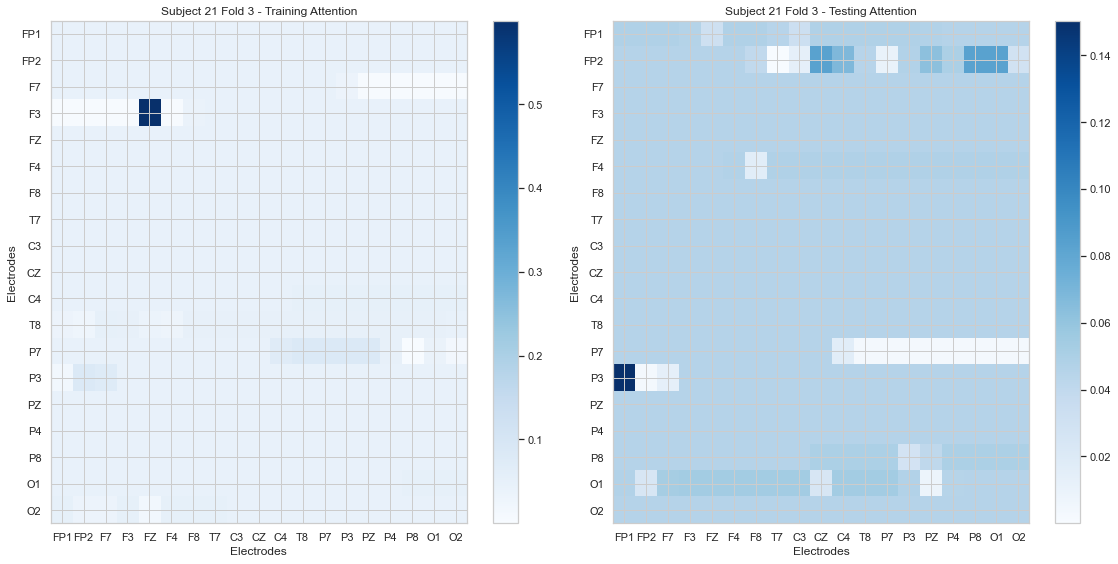 Subject 21 Fold 3 - Training Attention
Electrodes
FP1
FP2
F7
F3
FZ
F4
F8
T7
C3
CZ
C4
T8
P7
P3
PZ
P4
P8
O1
O2
FP1 FP2 F7 F3 FZ F4 F8 T7 C3 CZ C4 T8 P7 P3 PZ P4 P8 O1 O2
Electrodes
0.5
0.4
0.3
0.2
0.1
Subject 21 Fold 3 - Testing Attention
Electrodes
FP1
FP2
F7
F3
FZ
F4
F8
T7
C3
CZ
C4
T8
P7
P3
PZ
P4
P8
O1
O2
FP1 FP2 F7 F3 FZ F4 F8 T7 C3 CZ C4 T8 P7 P3 PZ P4 P8 O1 O2
Electrodes
0.14
0.12
0.10
0.08
0.06
0.04
0.02